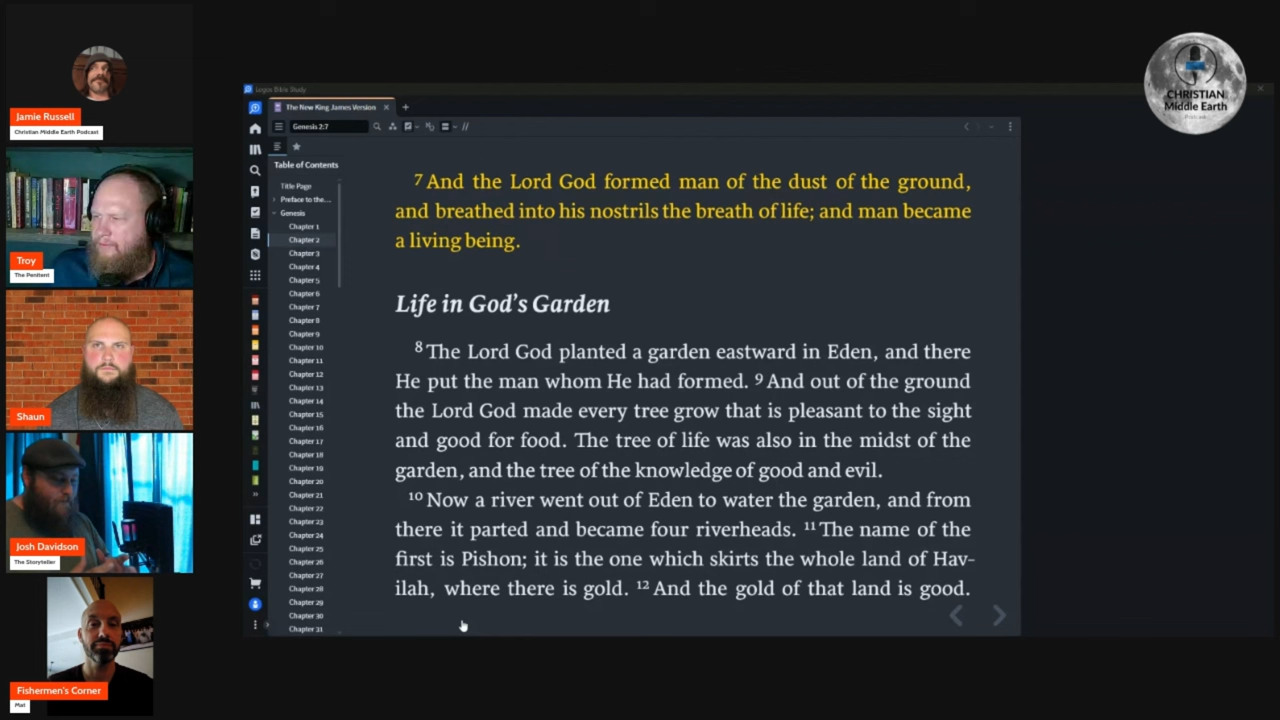 Jamie Russell
Christian Middle Earth Podcast
Troy
The Penitent
Shaun
Josh Davidson
The Storyteller
Fishermen's Corner
Mat
CHRISTIAN
Middle Earth
Podcast
Logos Bible Study
The New King James Version
Genesis 2:7
Table of Contents
Title Page
Preface to the...
Genesis
Chapter 1
Chapter 2
Chapter 3
Chapter 4
Chapter 5
Chapter 6
Chapter 7
Chapter 8
Chapter 9
Chapter 10
Chapter 11
Chapter 12
Chapter 13
Chapter 14
Chapter 15
Chapter 16
Chapter 17
Chapter 18
Chapter 19
Chapter 20
Chapter 21
Chapter 22
Chapter 23
Chapter 24
Chapter 25
Chapter 26
Chapter 27
Chapter 28
Chapter 29
Chapter 30
Chapter 31
7 And the Lord God formed man of the dust of the ground,
and breathed into his nostrils the breath of life; and man became
a living being.
Life in God's Garden
8 The Lord God planted a garden eastward in Eden, and there
He put the man whom He had formed. 9 And out of the ground
the Lord God made every tree grow that is pleasant to the sight
and good for food. The tree of life was also in the midst of the
garden, and the tree of the knowledge of good and evil.
10 Now a river went out of Eden to water the garden, and from
there it parted and became four riverheads. 11 The name of the
first is Pishon; it is the one which skirts the whole land of Hav-
ilah, where there is gold. 12 And the gold of that land is good.